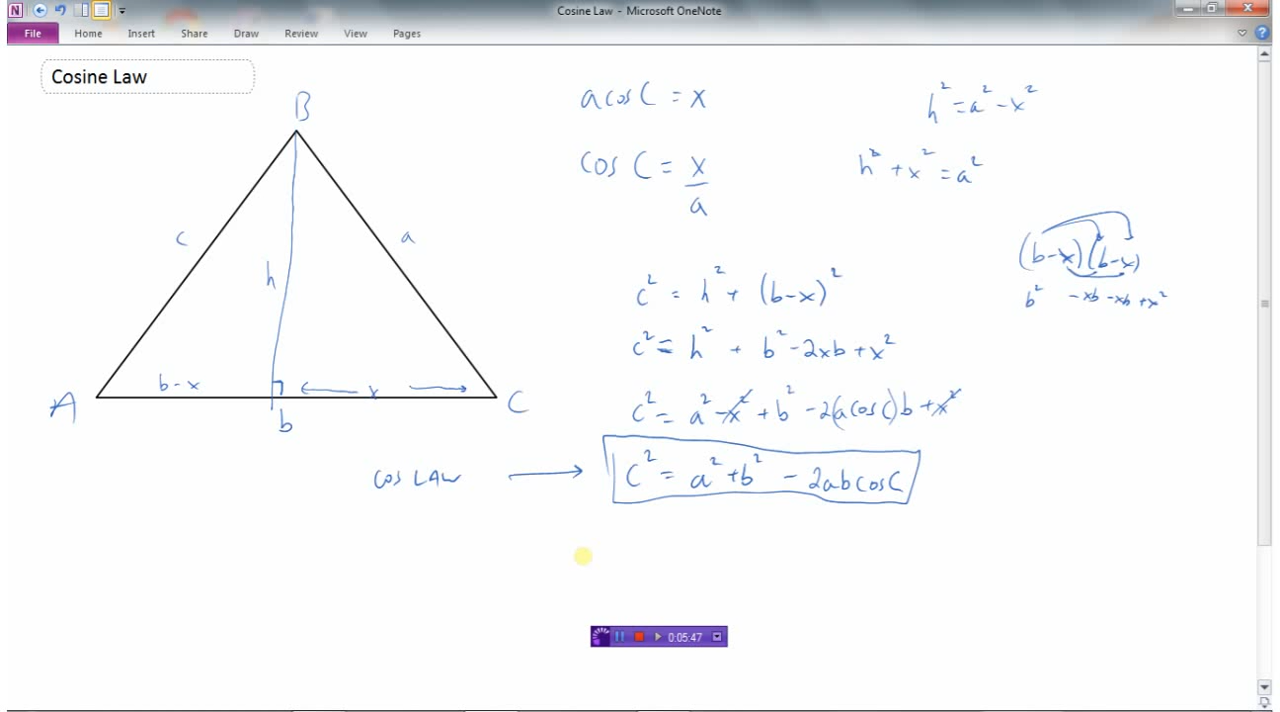 Cosine Law - Microsoft OneNote
File Home Insert Share Draw Review View Pages
Cosine Law
B
c
a
h
b-x
x
A
C
b
a cos C = x
cos C = x/a
h² = a² - x²
h² + x² = a²
(b-x)(b-x)
b² -xb -xb +x²
c² = h² + (b-x)²
c² = h² + b² - 2xb + x²
c² = a² - x² + b² - 2(a cos C)b + x²
COS LAW → c² = a² + b² - 2ab cos C
0:05:47